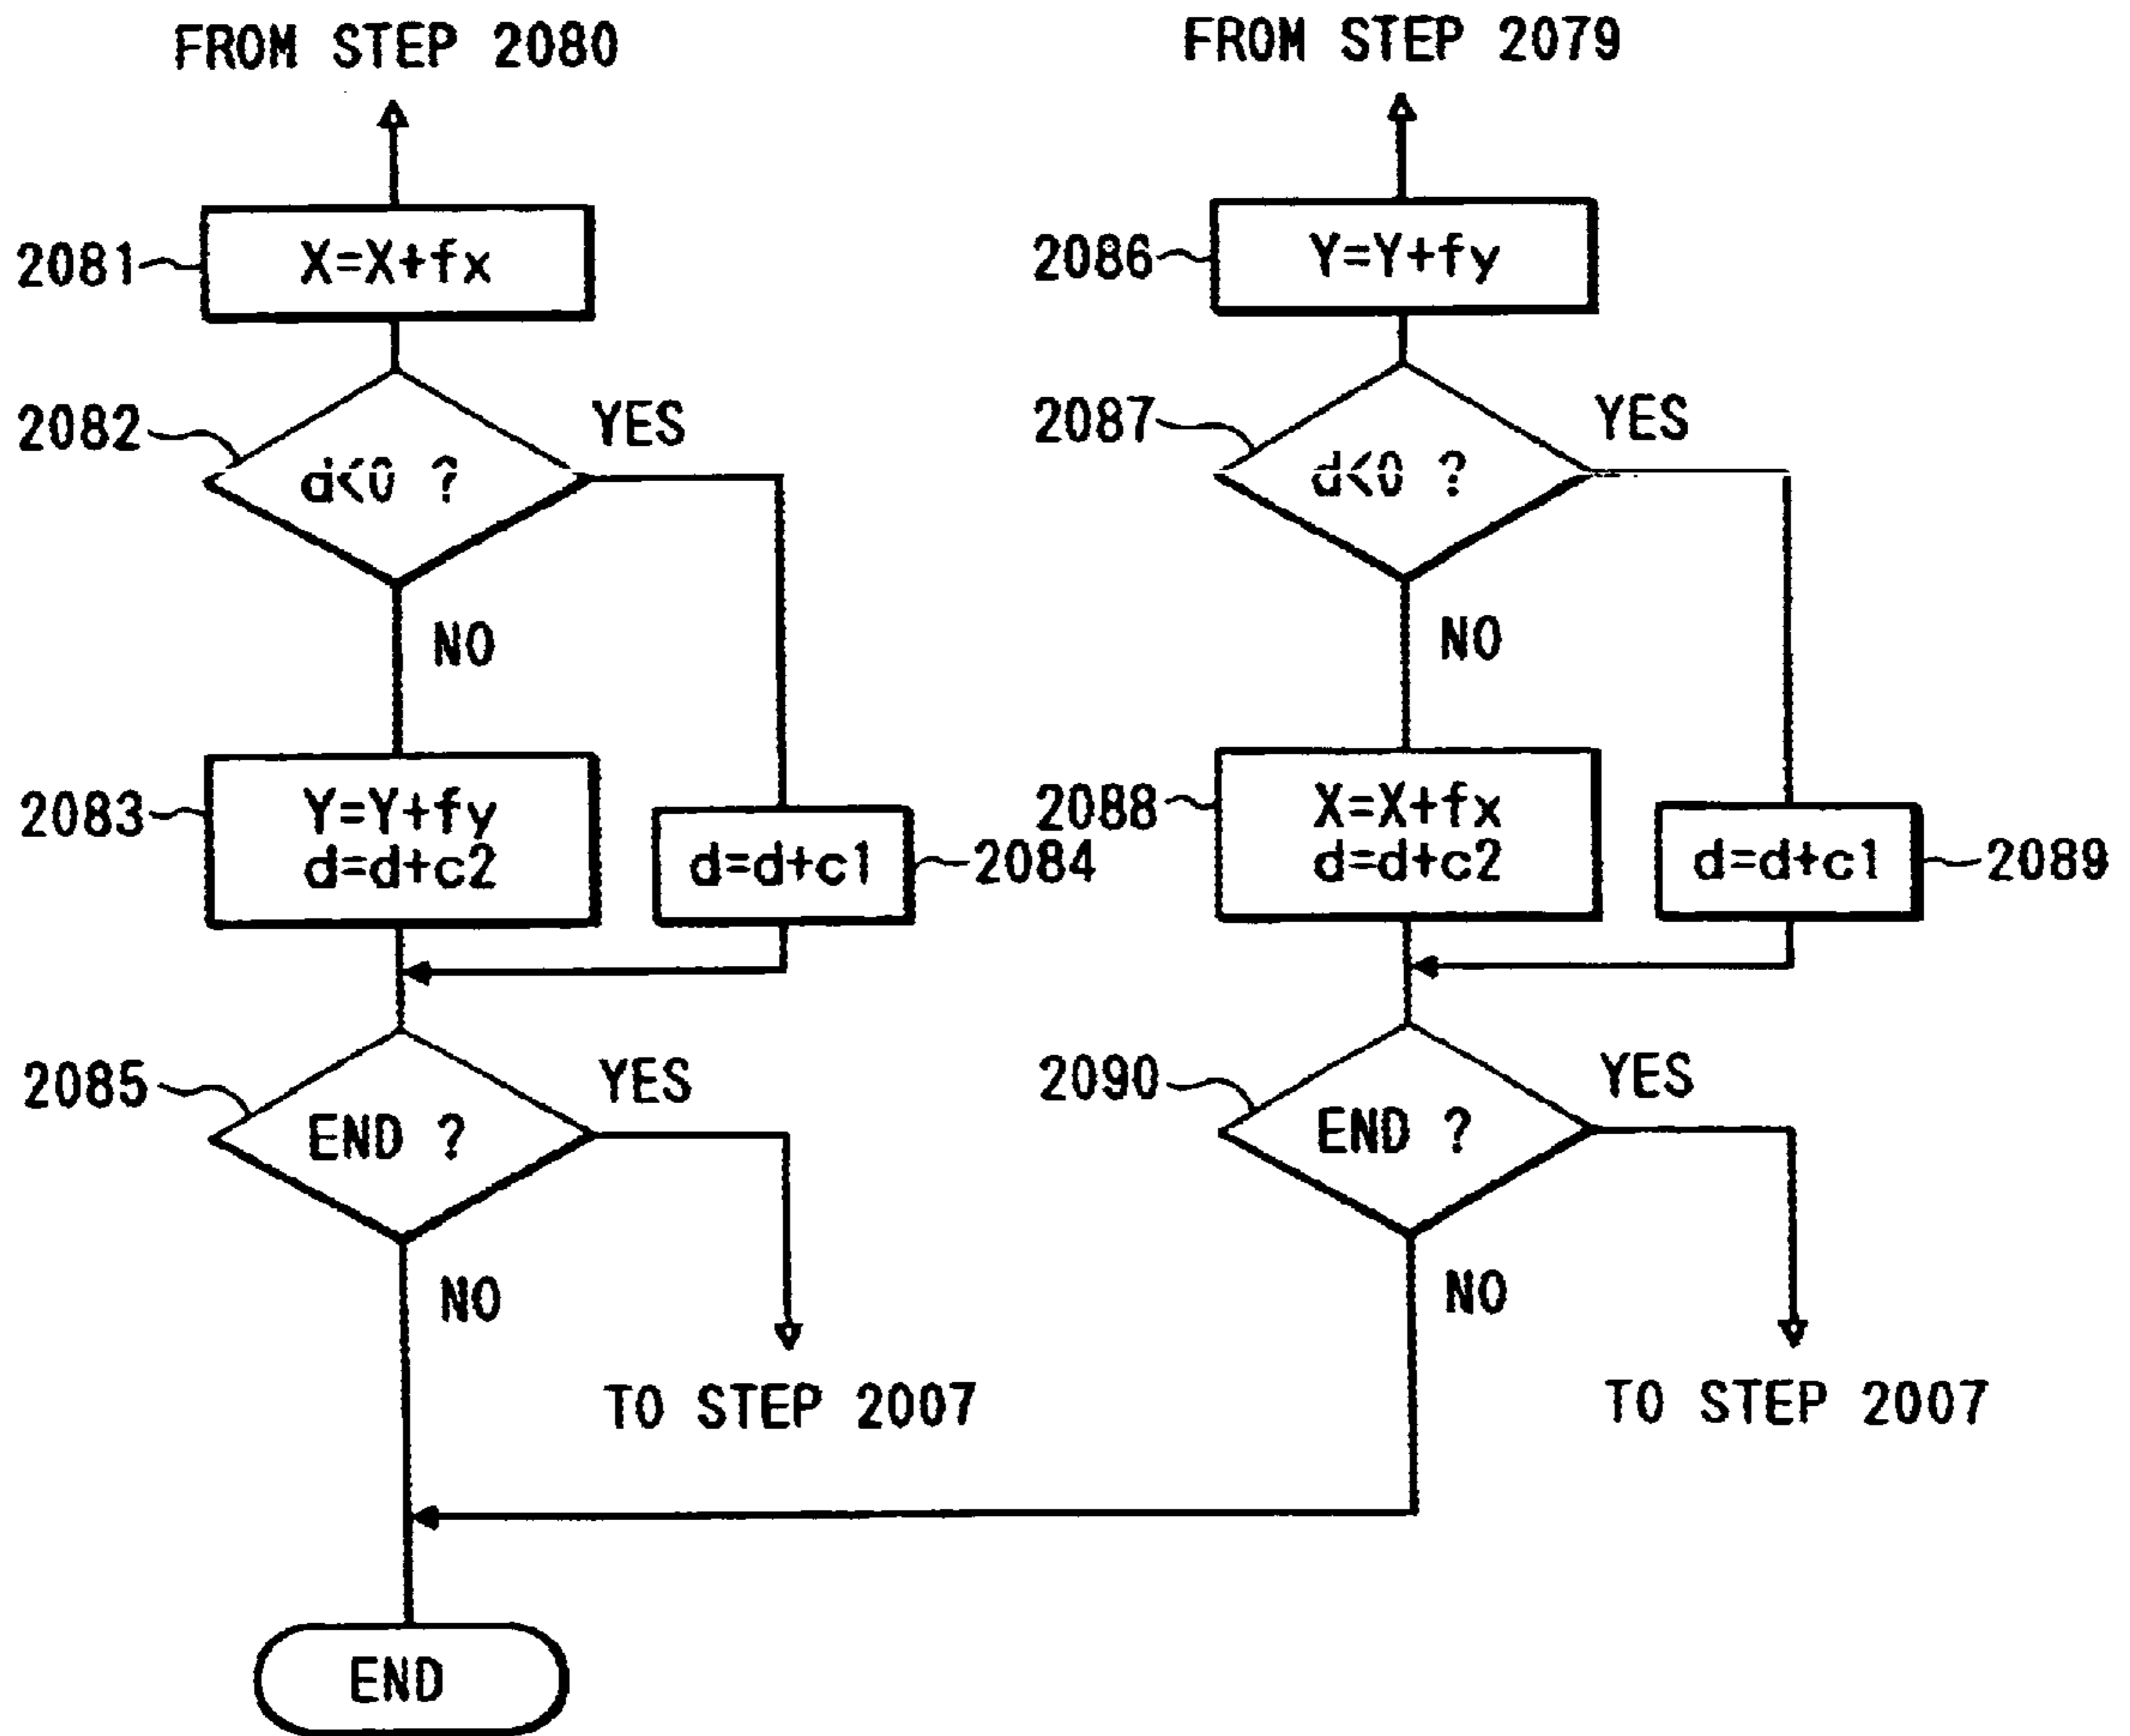 FROM STEP 2080
2081
X=X+fx
2082
d<0 ?
YES
NO
2083
Y=Y+fy
d=d+c2
d=d+c1
2084
2085
END ?
YES
NO
TO STEP 2007
END
FROM STEP 2079
2086
Y=Y+fy
2087
d<0 ?
YES
NO
2088
X=X+fx
d=d+c2
d=d+c1
2089
2090
END ?
YES
NO
TO STEP 2007